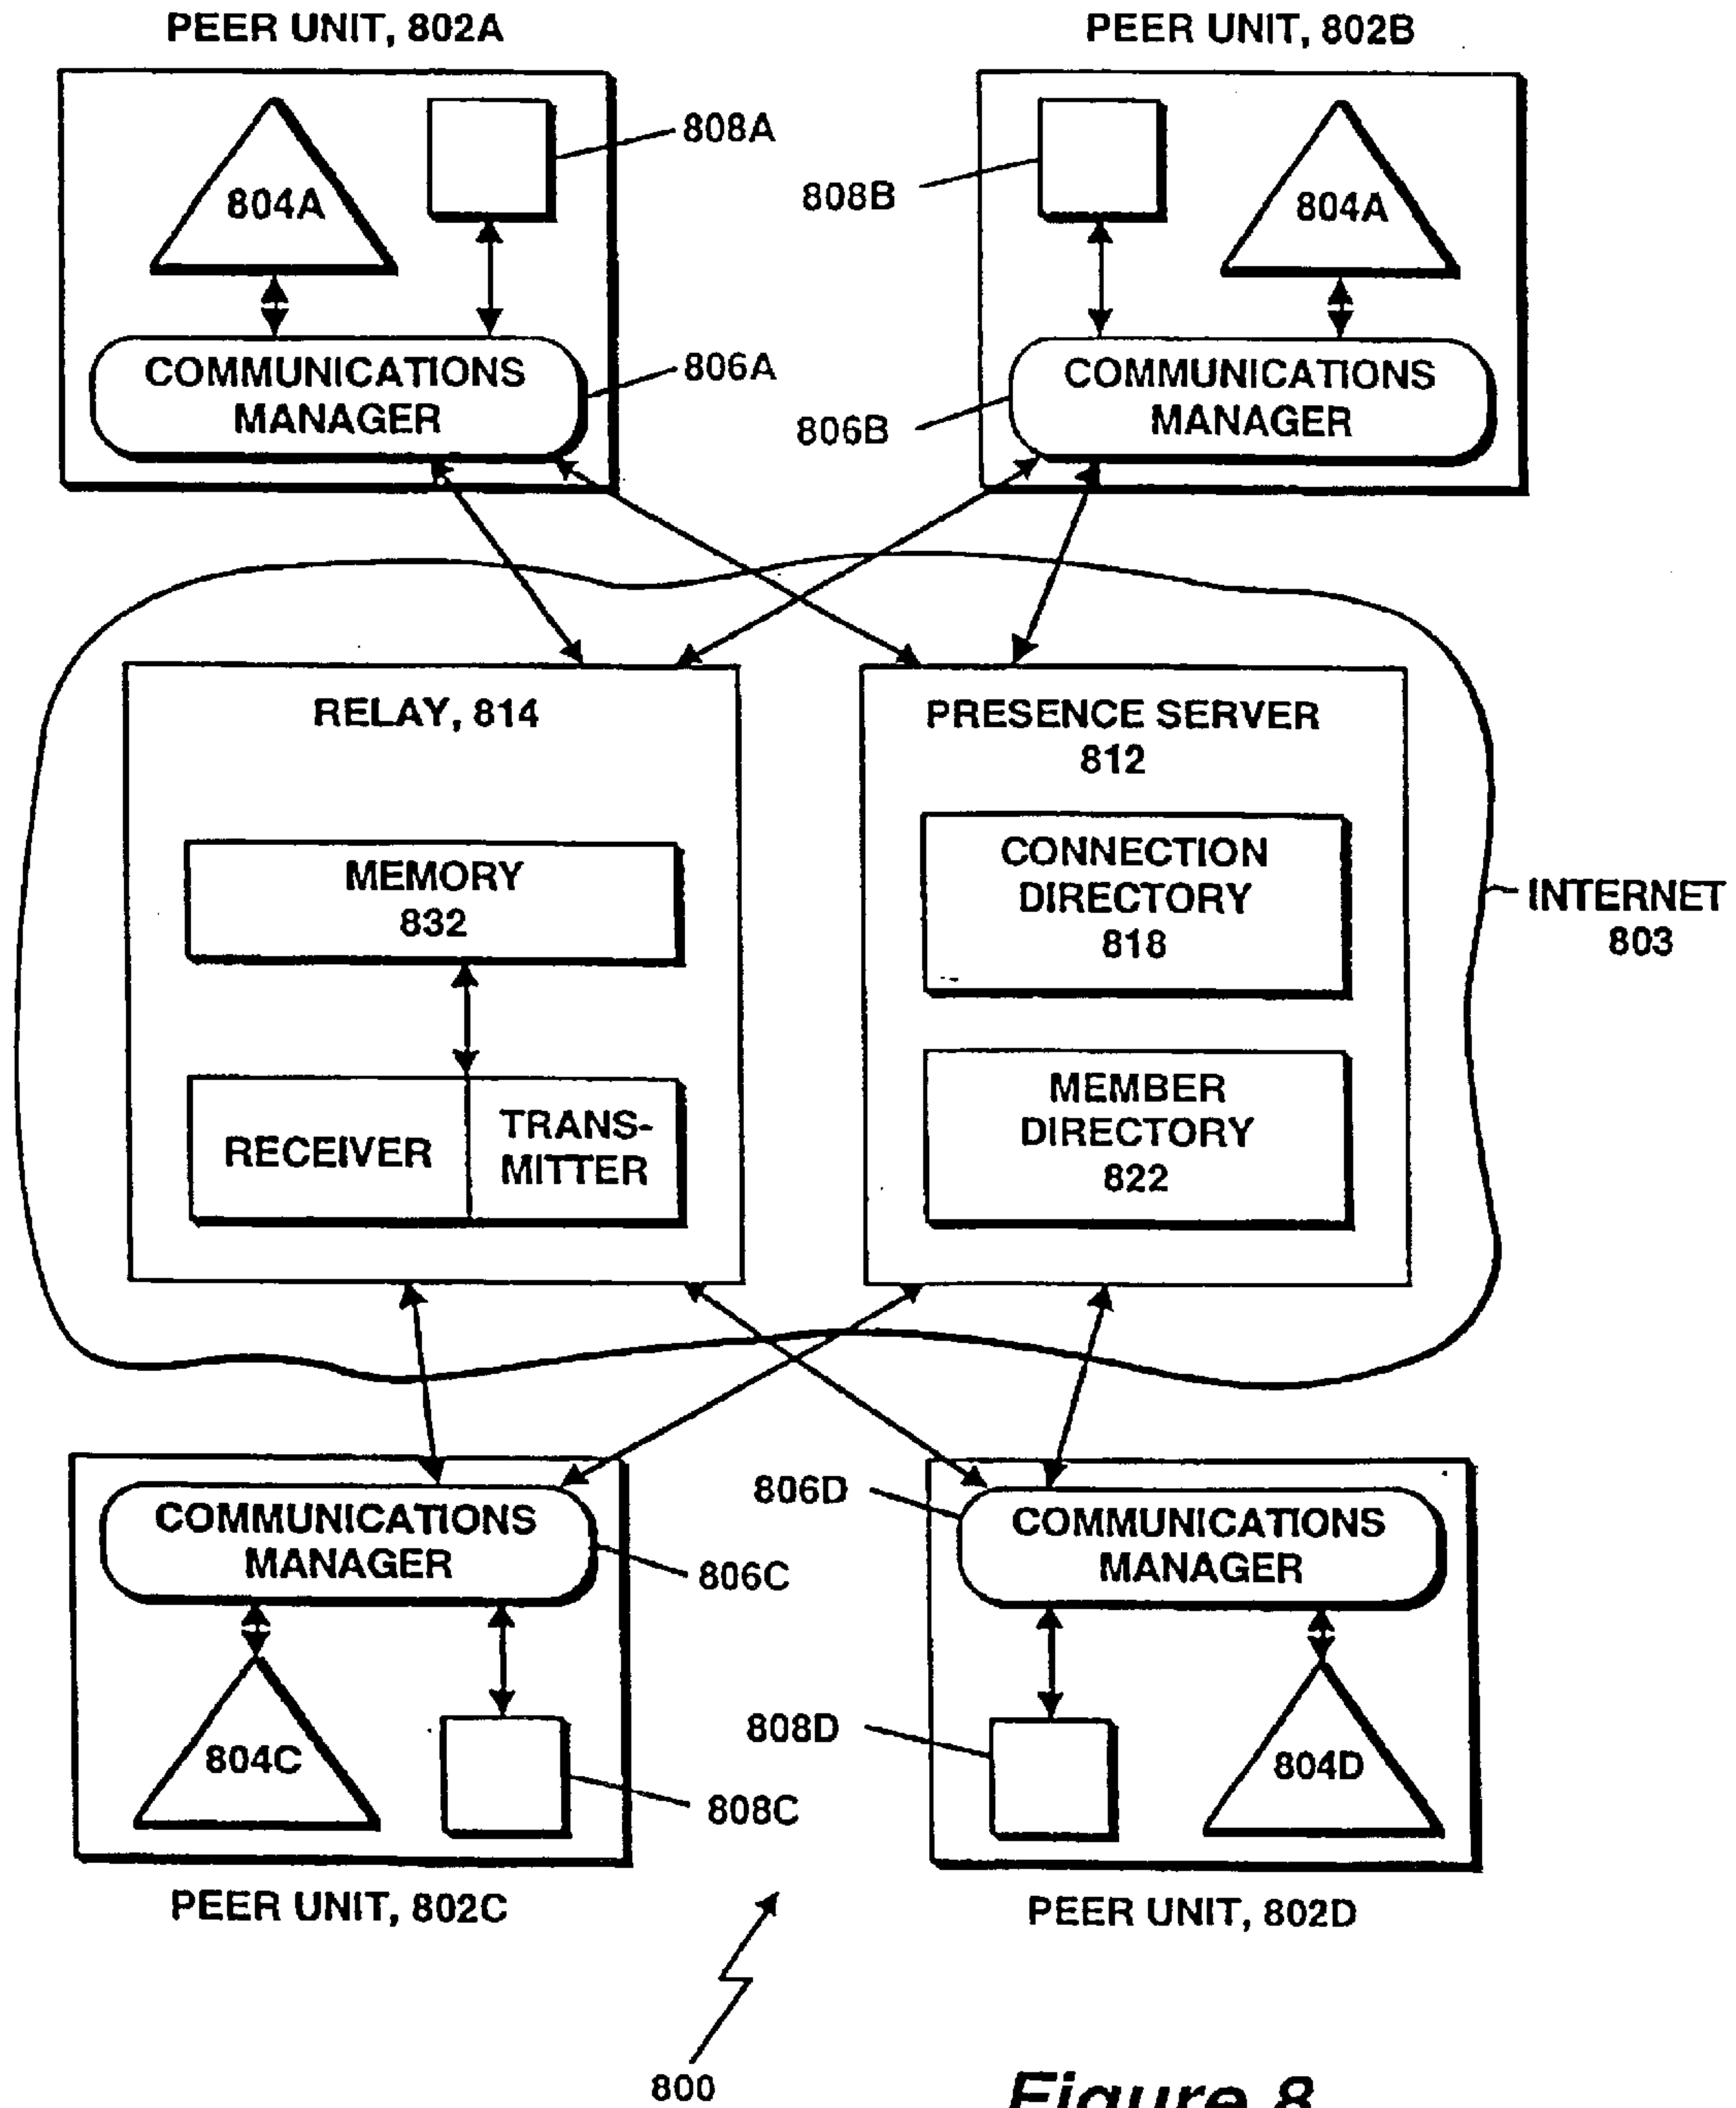 PEER UNIT, 802A
PEER UNIT, 802B
804A
808A
808B
804A
COMMUNICATIONS
MANAGER
806A
806B
COMMUNICATIONS
MANAGER
RELAY, 814
MEMORY
832
RECEIVER
TRANS-
MITTER
PRESENCE SERVER
812
CONNECTION
DIRECTORY
818
MEMBER
DIRECTORY
822
INTERNET
803
COMMUNICATIONS
MANAGER
806C
804C
808C
PEER UNIT, 802C
806D
COMMUNICATIONS
MANAGER
808D
804D
PEER UNIT, 802D
800
Figure 8